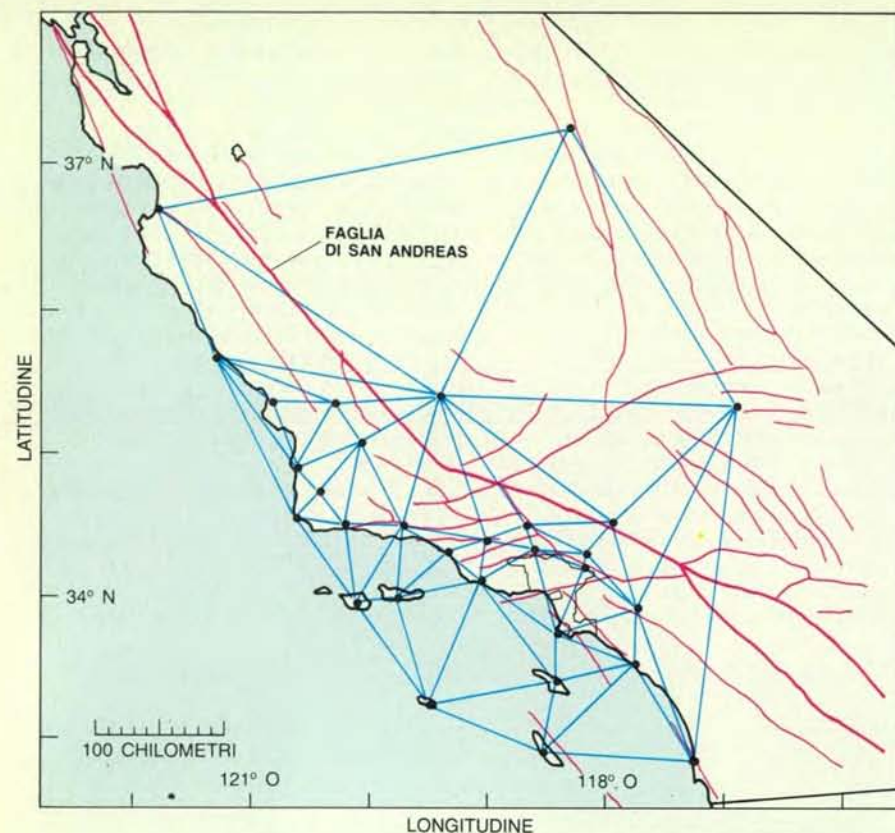 37° N
FAGLIA
DI SAN ANDREAS
LATITUDINE
34° N
100 CHILOMETRI
121° O
118° O
LONGITUDINE